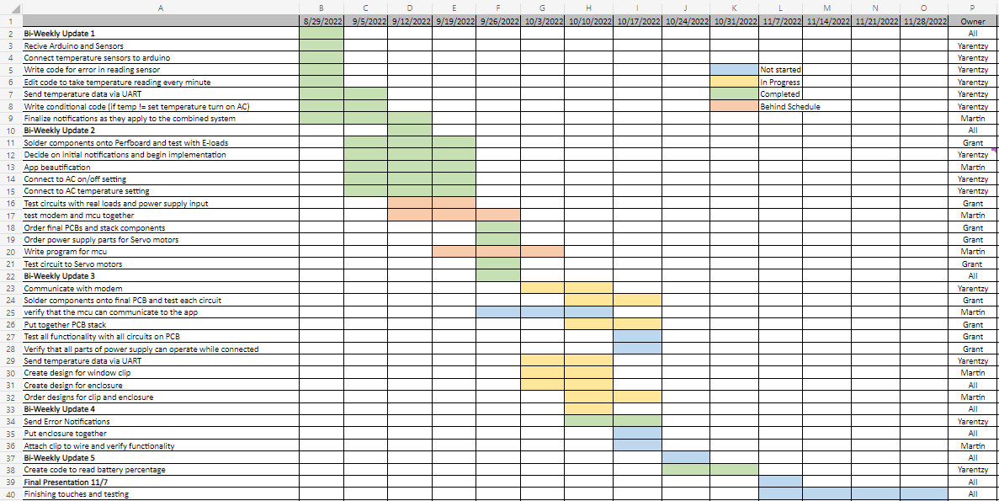 A B C D E F G H I J K L M N O P
1 8/29/2022 9/5/2022 9/12/2022 9/19/2022 9/26/2022 10/3/2022 10/10/2022 10/17/2022 10/24/2022 10/31/2022 11/7/2022 11/14/2022 11/21/2022 11/28/2022 Owner
2 Bi-Weekly Update 1 All
3 Recive Arduino and Sensors Yarentzy
4 Connect temperature sensors to arduino Yarentzy
5 Write code for error in reading sensor Not started Yarentzy
6 Edit code to take temperature reading every minute In Progress Yarentzy
7 Send temperature data via UART Completed Yarentzy
8 Write conditional code (if temp != set temperature turn on AC) Behind Schedule Yarentzy
9 Finalize notifications as they apply to the combined system Martin
10 Bi-Weekly Update 2 All
11 Solder components onto Perfboard and test with E-loads Grant
12 Decide on initial notifications and begin implementation Yarentzy
13 App beautification Martin
14 Connect to AC on/off setting Yarentzy
15 Connect to AC temperature setting Yarentzy
16 Test circuits with real loads and power supply input Grant
17 test modem and mcu together Martin
18 Order final PCBs and stack components Grant
19 Order power supply parts for Servo motors Grant
20 Write program for mcu Martin
21 Test circuit to Servo motors Grant
22 Bi-Weekly Update 3 All
23 Communicate with modem Yarentzy
24 Solder components onto final PCB and test each circuit Grant
25 verify that the mcu can communicate to the app Martin
26 Put together PCB stack Grant
27 Test all functionality with all circuits on PCB Grant
28 Verify that all parts of power supply can operate while connected Grant
29 Send temperature data via UART Yarentzy
30 Create design for window clip Martin
31 Create design for enclosure All
32 Order designs for clip and enclosure Martin
33 Bi-Weekly Update 4 All
34 Send Error Notifications Yarentzy
35 Put enclosure together All
36 Attach clip to wire and verify functionality Martin
37 Bi-Weekly Update 5 All
38 Create code to read battery percentage Yarentzy
39 Final Presentation 11/7 All
40 Finishing touches and testing All